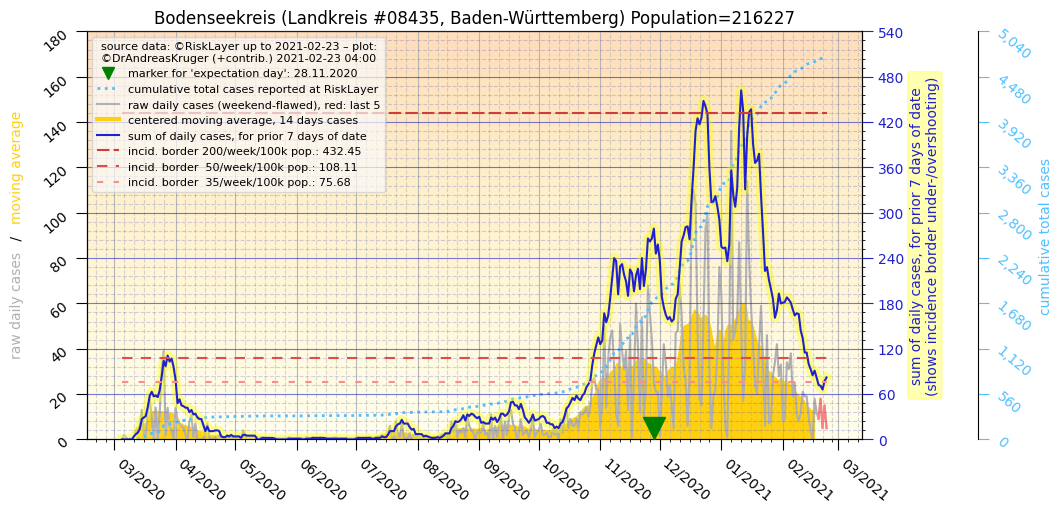 Bodenseekreis (Landkreis #08435, Baden-Württemberg) Population=216227
source data: ©RiskLayer up to 2021-02-23 – plot:
©DrAndreasKruger (+contrib.) 2021-02-23 04:00
marker for 'expectation day': 28.11.2020
cumulative total cases reported at RiskLayer
raw daily cases (weekend-flawed), red: last 5
centered moving average, 14 days cases
sum of daily cases, for prior 7 days of date
incid. border 200/week/100k pop.: 432.45
incid. border 50/week/100k pop.: 108.11
incid. border 35/week/100k pop.: 75.68
raw daily cases / moving average
180
160
140
120
100
80
60
40
20
0
03/2020
04/2020
05/2020
06/2020
07/2020
08/2020
09/2020
10/2020
11/2020
12/2020
01/2021
02/2021
03/2021
540
480
420
360
300
240
180
120
60
0
sum of daily cases, for prior 7 days of date
(shows incidence border under-/overshooting)
5,040
4,480
3,920
3,360
2,800
2,240
1,680
1,120
560
0
cumulative total cases